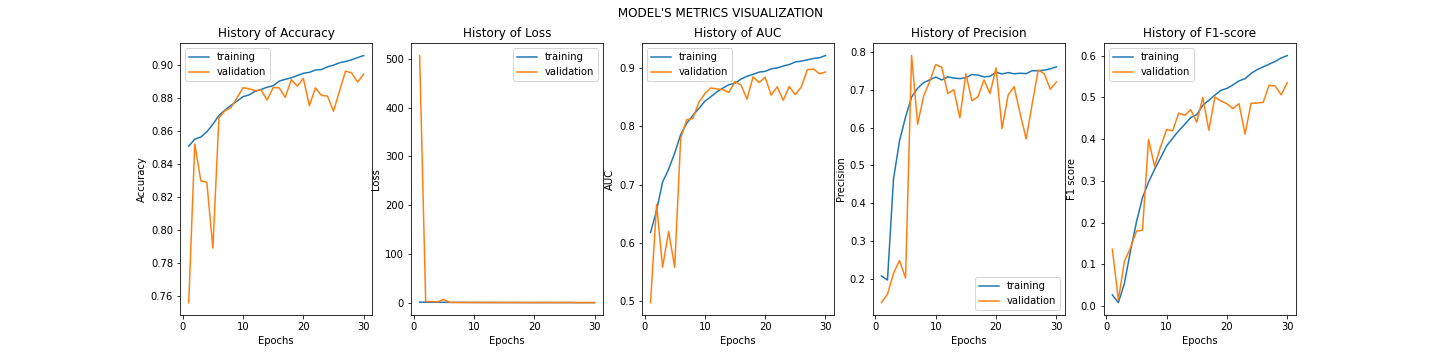 MODEL'S METRICS VISUALIZATION
History of Accuracy
training
validation
0.90
0.88
0.86
0.84
0.82
0.80
0.78
0.76
Accuracy
0
10
20
30
Epochs
History of Loss
training
validation
500
400
300
200
100
0
Loss
0
10
20
30
Epochs
History of AUC
training
validation
0.9
0.8
0.7
0.6
0.5
AUC
0
10
20
30
Epochs
History of Precision
0.8
0.7
0.6
0.5
0.4
0.3
0.2
Precision
training
validation
0
10
20
30
Epochs
History of F1-score
training
validation
0.6
0.5
0.4
0.3
0.2
0.1
0.0
F1 score
0
10
20
30
Epochs